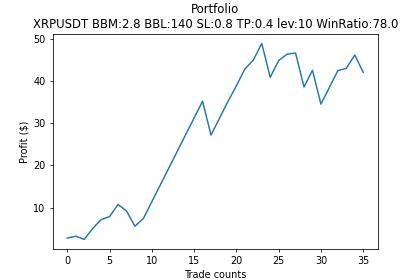 Portfolio
XRPUSDT BBM:2.8 BBL:140 SL:0.8 TP:0.4 lev:10 WinRatio:78.0
50
40
30
20
10
Profit ($)
0 5 10 15 20 25 30 35
Trade counts